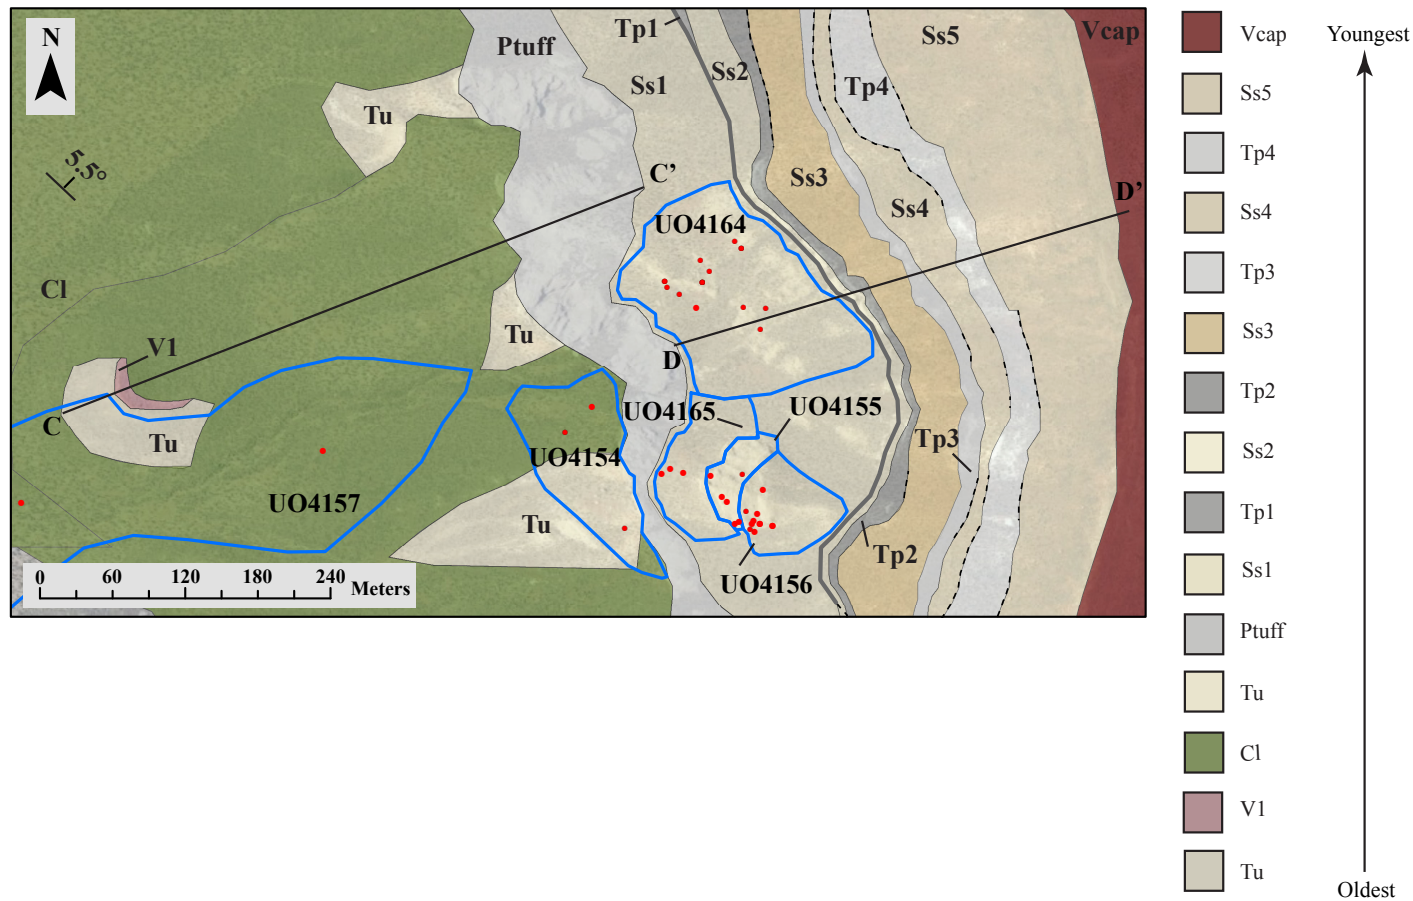 N
Ptuff
Tp1
Ss2
Ss1
Ss5
Vcap
Tp4
Tu
5.5°
C'
Ss3
D'
Ss4
UO4164
Cl
Tu
V1
D
C
Tu
UO4165
UO4155
UO4154
Tp3
UO4157
Tu
Tp2
UO4156
0 60 120 180 240 Meters
Vcap
Youngest
Ss5
Tp4
Ss4
Tp3
Ss3
Tp2
Ss2
Tp1
Ss1
Ptuff
Tu
Cl
V1
Tu
Oldest